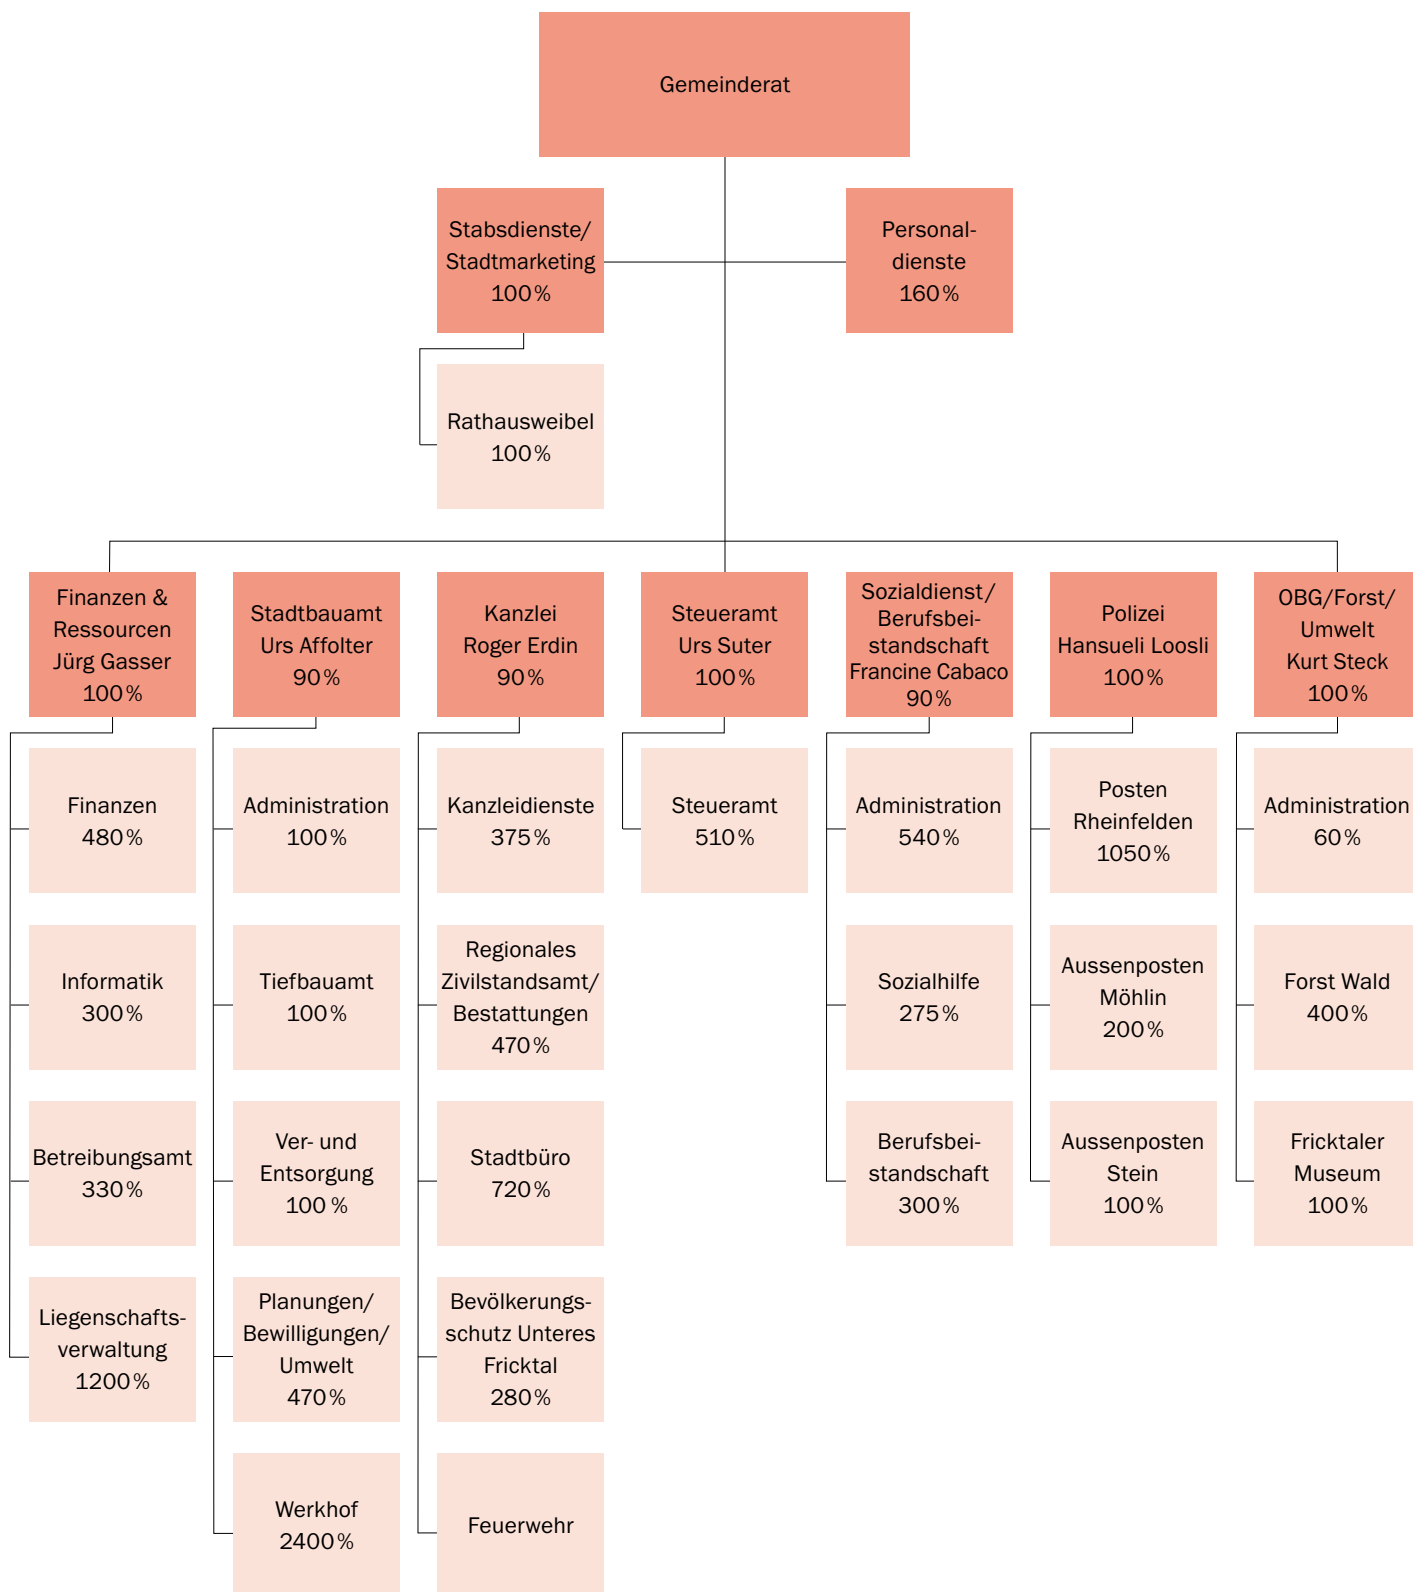 Gemeinderat
Stabsdienste/
Stadtmarketing
100%
Personal-
dienste
160%
Rathausweibel
100%
Finanzen &
Ressourcen
Jürg Gasser
100%
Stadtbauamt
Urs Affolter
90%
Kanzlei
Roger Erdin
90%
Steueramt
Urs Suter
100%
Sozialdienst/
Berufsbei-
standschaft
Francine Cabaco
90%
Polizei
Hansueli Loosli
100%
OBG/Forst/
Umwelt
Kurt Steck
100%
Finanzen
480%
Administration
100%
Kanzleidienste
375%
Steueramt
510%
Administration
540%
Posten
Rheinfelden
1050%
Administration
60%
Informatik
300%
Tiefbauamt
100%
Regionales
Zivilstandsamt/
Bestattungen
470%
Sozialhilfe
275%
Aussenposten
Möhlin
200%
Forst Wald
400%
Betreibungsamt
330%
Ver- und
Entsorgung
100%
Stadtbüro
720%
Berufsbei-
standschaft
300%
Aussenposten
Stein
100%
Fricktaler
Museum
100%
Liegenschafts-
verwaltung
1200%
Planungen/
Bewilligungen/
Umwelt
470%
Bevölkerungs-
schutz Unteres
Fricktal
280%
Werkhof
2400%
Feuerwehr